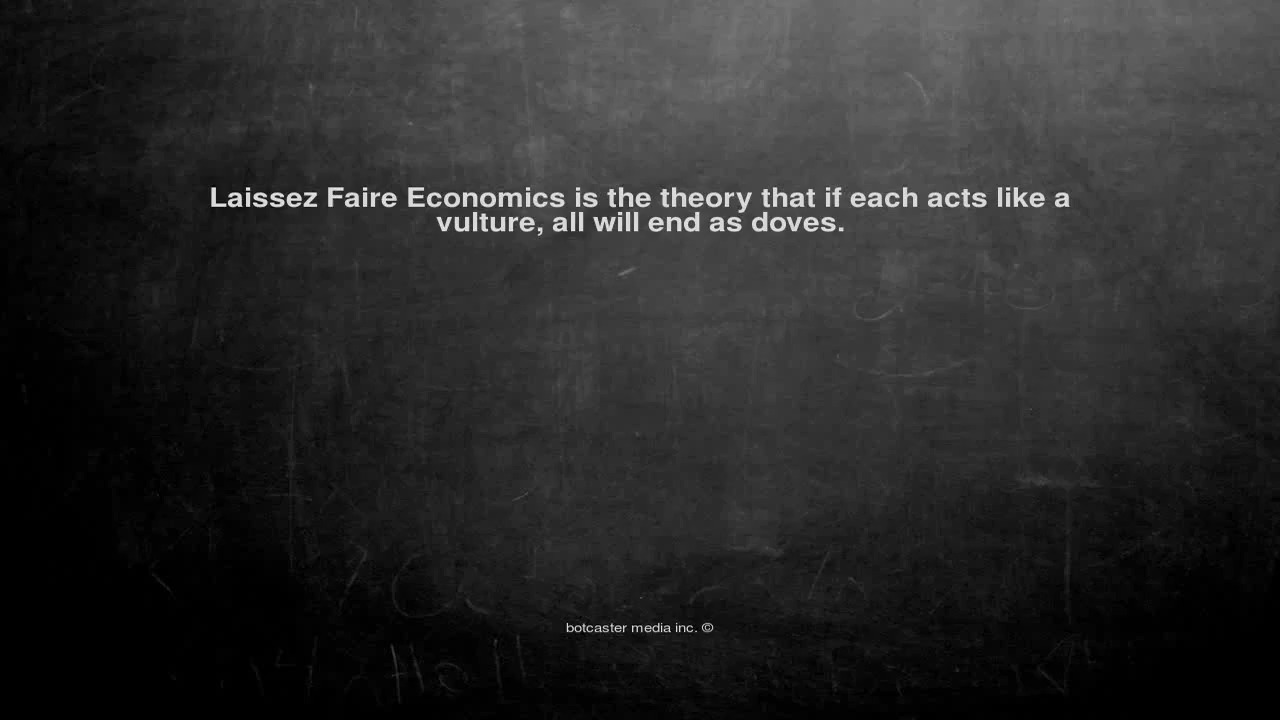 Laissez Faire Economics is the theory that if each acts like a
vulture, all will end as doves.
botcaster media inc. ©